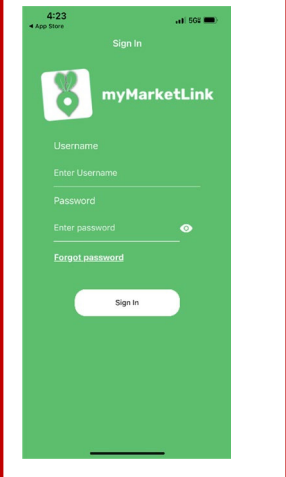 4:23
5G
◀ App Store
Sign In
myMarketLink
Username
Enter Username
Password
Enter password
Forgot password
Sign In